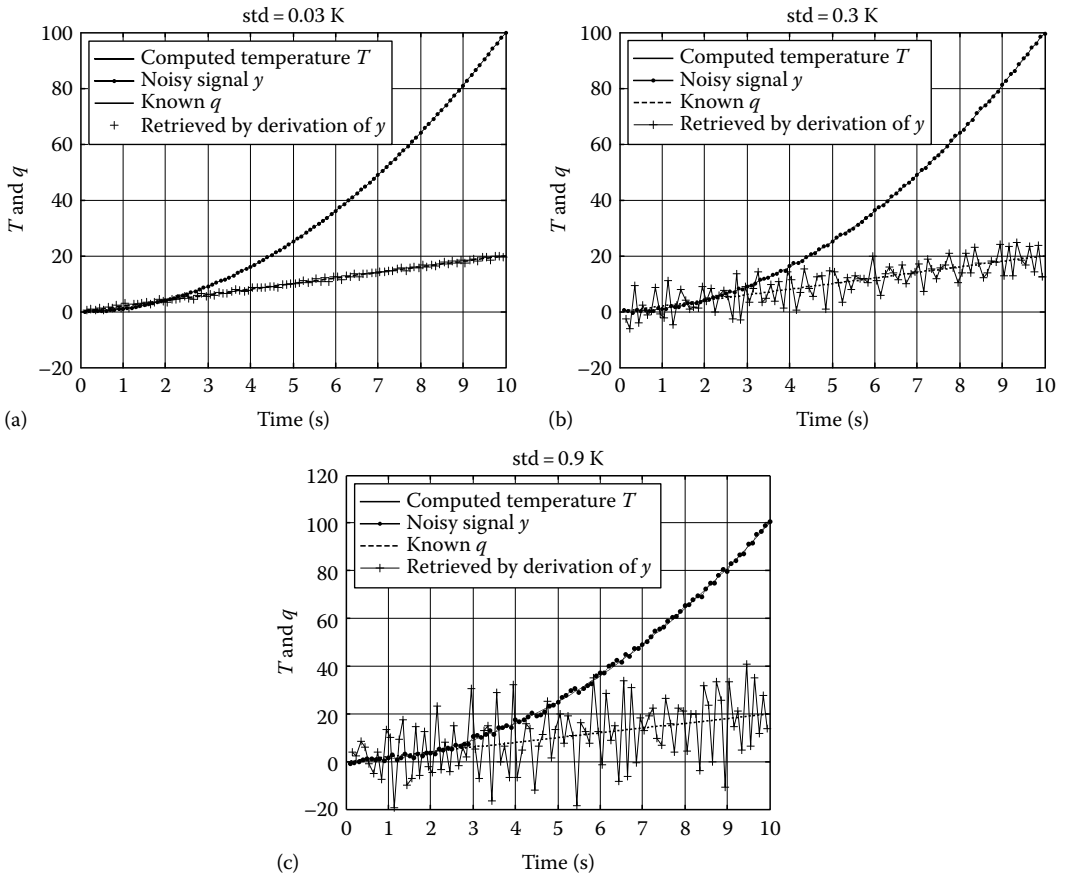 std = 0.03 K
100
80
60
40
20
0
−20
T and q
Computed temperature T
Noisy signal y
Known q
Retrieved by derivation of y
0 1 2 3 4 5 6 7 8 9 10
Time (s)
(a)
std = 0.3 K
100
80
60
40
20
0
−20
T and q
Computed temperature T
Noisy signal y
Known q
Retrieved by derivation of y
0 1 2 3 4 5 6 7 8 9 10
Time (s)
(b)
std = 0.9 K
120
100
80
60
40
20
0
−20
T and q
Computed temperature T
Noisy signal y
Known q
Retrieved by derivation of y
0 1 2 3 4 5 6 7 8 9 10
Time (s)
(c)